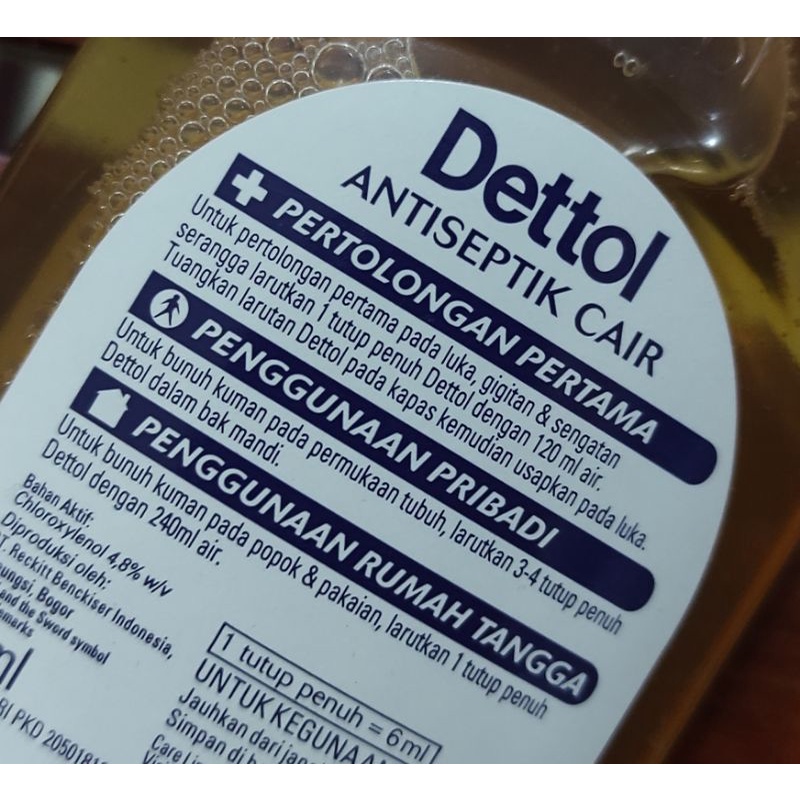 Dettol
ANTISEPTIK CAIR
PERTOLONGAN PERTAMA
Untuk pertolongan pertama pada luka, gigitan & sengatan
serangga larutkan 1 tutup penuh Dettol dengan 120 ml air.
Tuangkan larutan Dettol pada kapas kemudian usapkan pada luka.
PENGGUNAAN PRIBADI
Untuk bunuh kuman pada permukaan tubuh, larutkan 3-4 tutup penuh
Dettol dalam bak mandi.
PENGGUNAAN RUMAH TANGGA
Untuk bunuh kuman pada popok & pakaian, larutkan 1 tutup penuh
Dettol dengan 240ml air.
Bahan Aktif:
Chloroxylenol 4,8% w/v
Diproduksi oleh:
Reckitt Benckiser Indonesia,
Bogor
and the Sword symbol
ml
RI PKD
1 tutup penuh = 6ml
UNTUK
Jauhkan dari
Simpan di